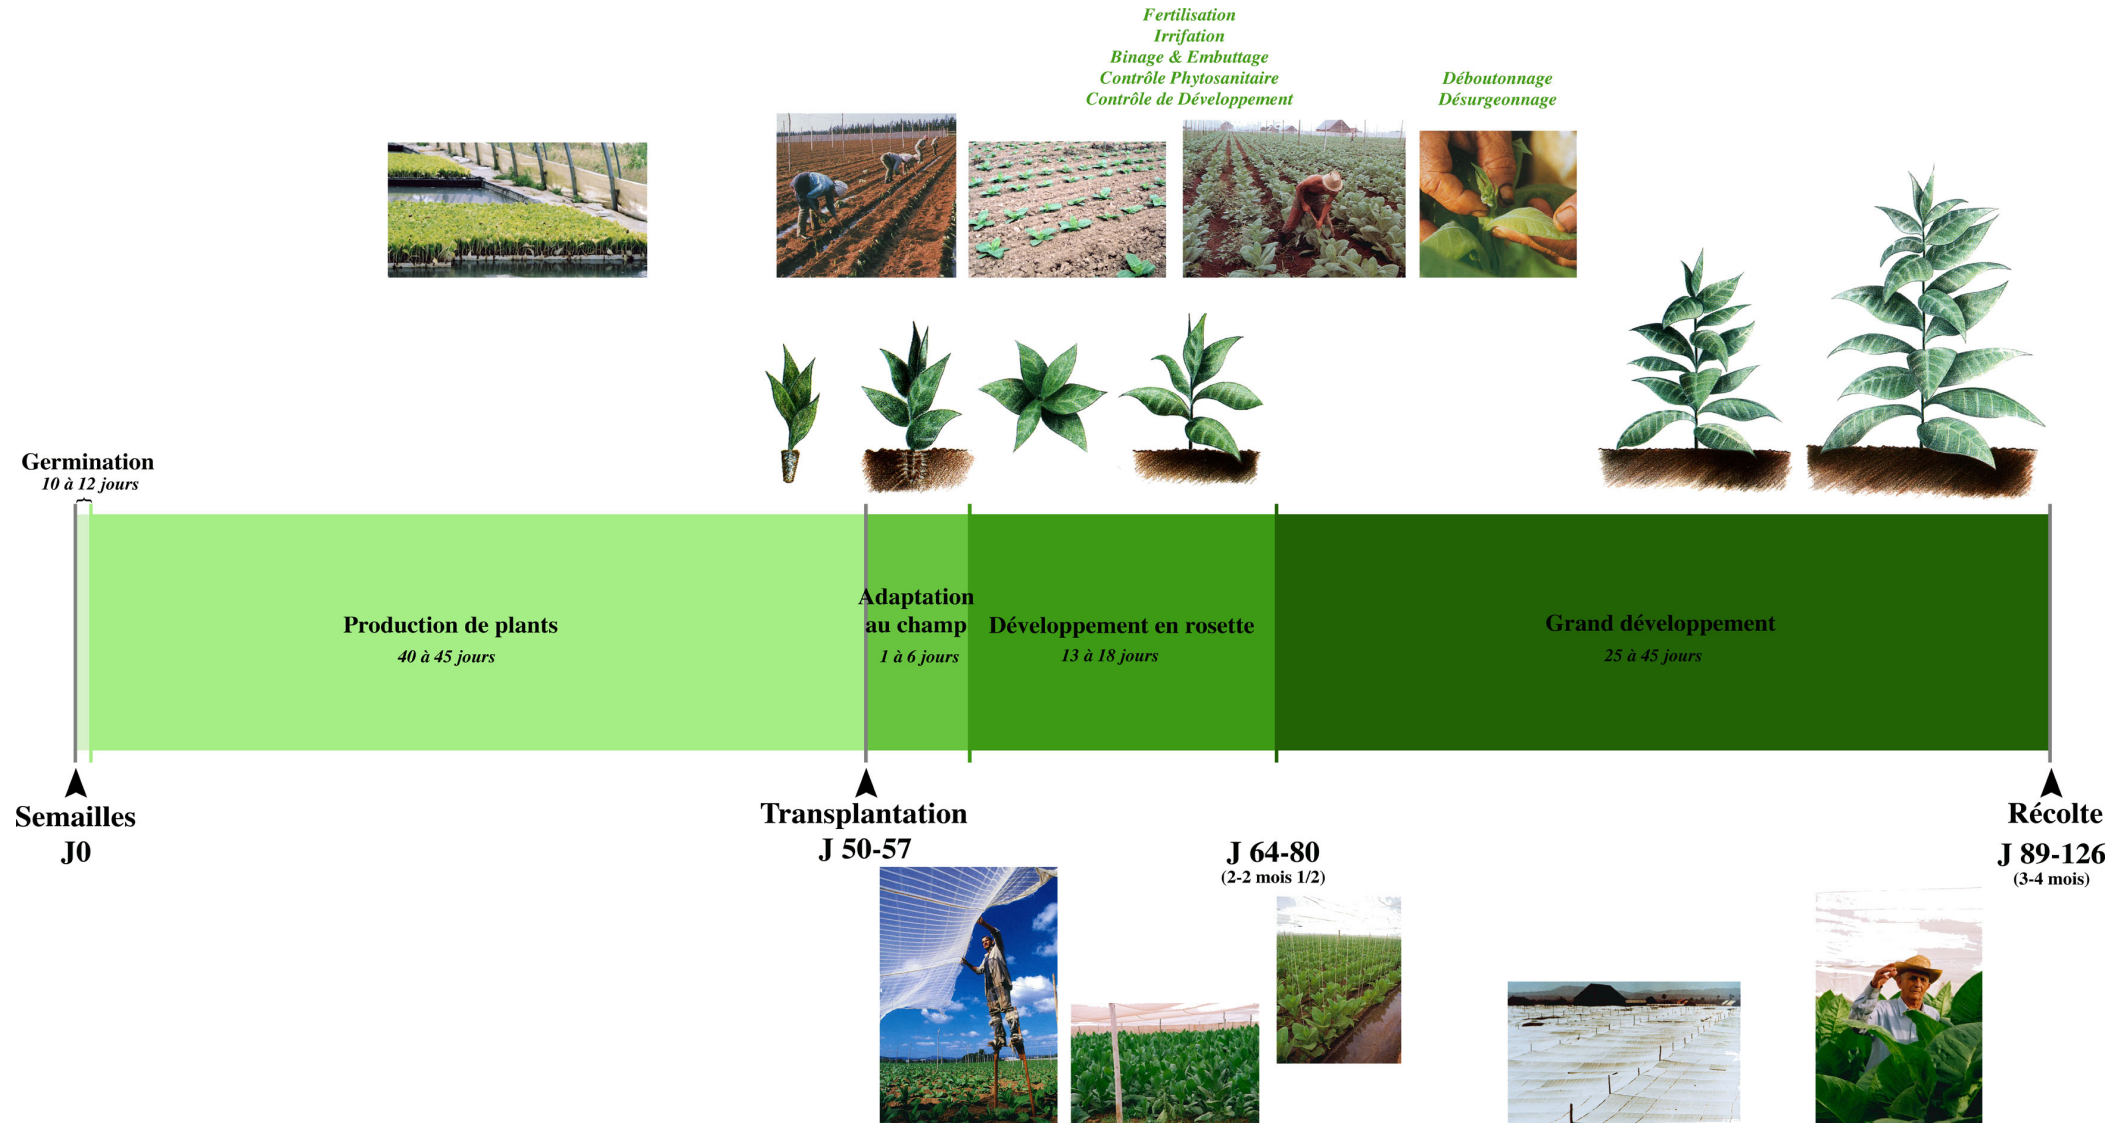 Fertilisation
Irrifation
Binage & Embuttage
Contrôle Phytosanitaire
Contrôle de Développement
Déboutonnage
Désurgeonnage
Germination
10 à 12 jours
Production de plants
40 à 45 jours
Adaptation
au champ
1 à 6 jours
Développement en rosette
13 à 18 jours
Grand développement
25 à 45 jours
Semailles
J0
Transplantation
J 50-57
J 64-80
(2-2 mois 1/2)
Récolte
J 89-126
(3-4 mois)